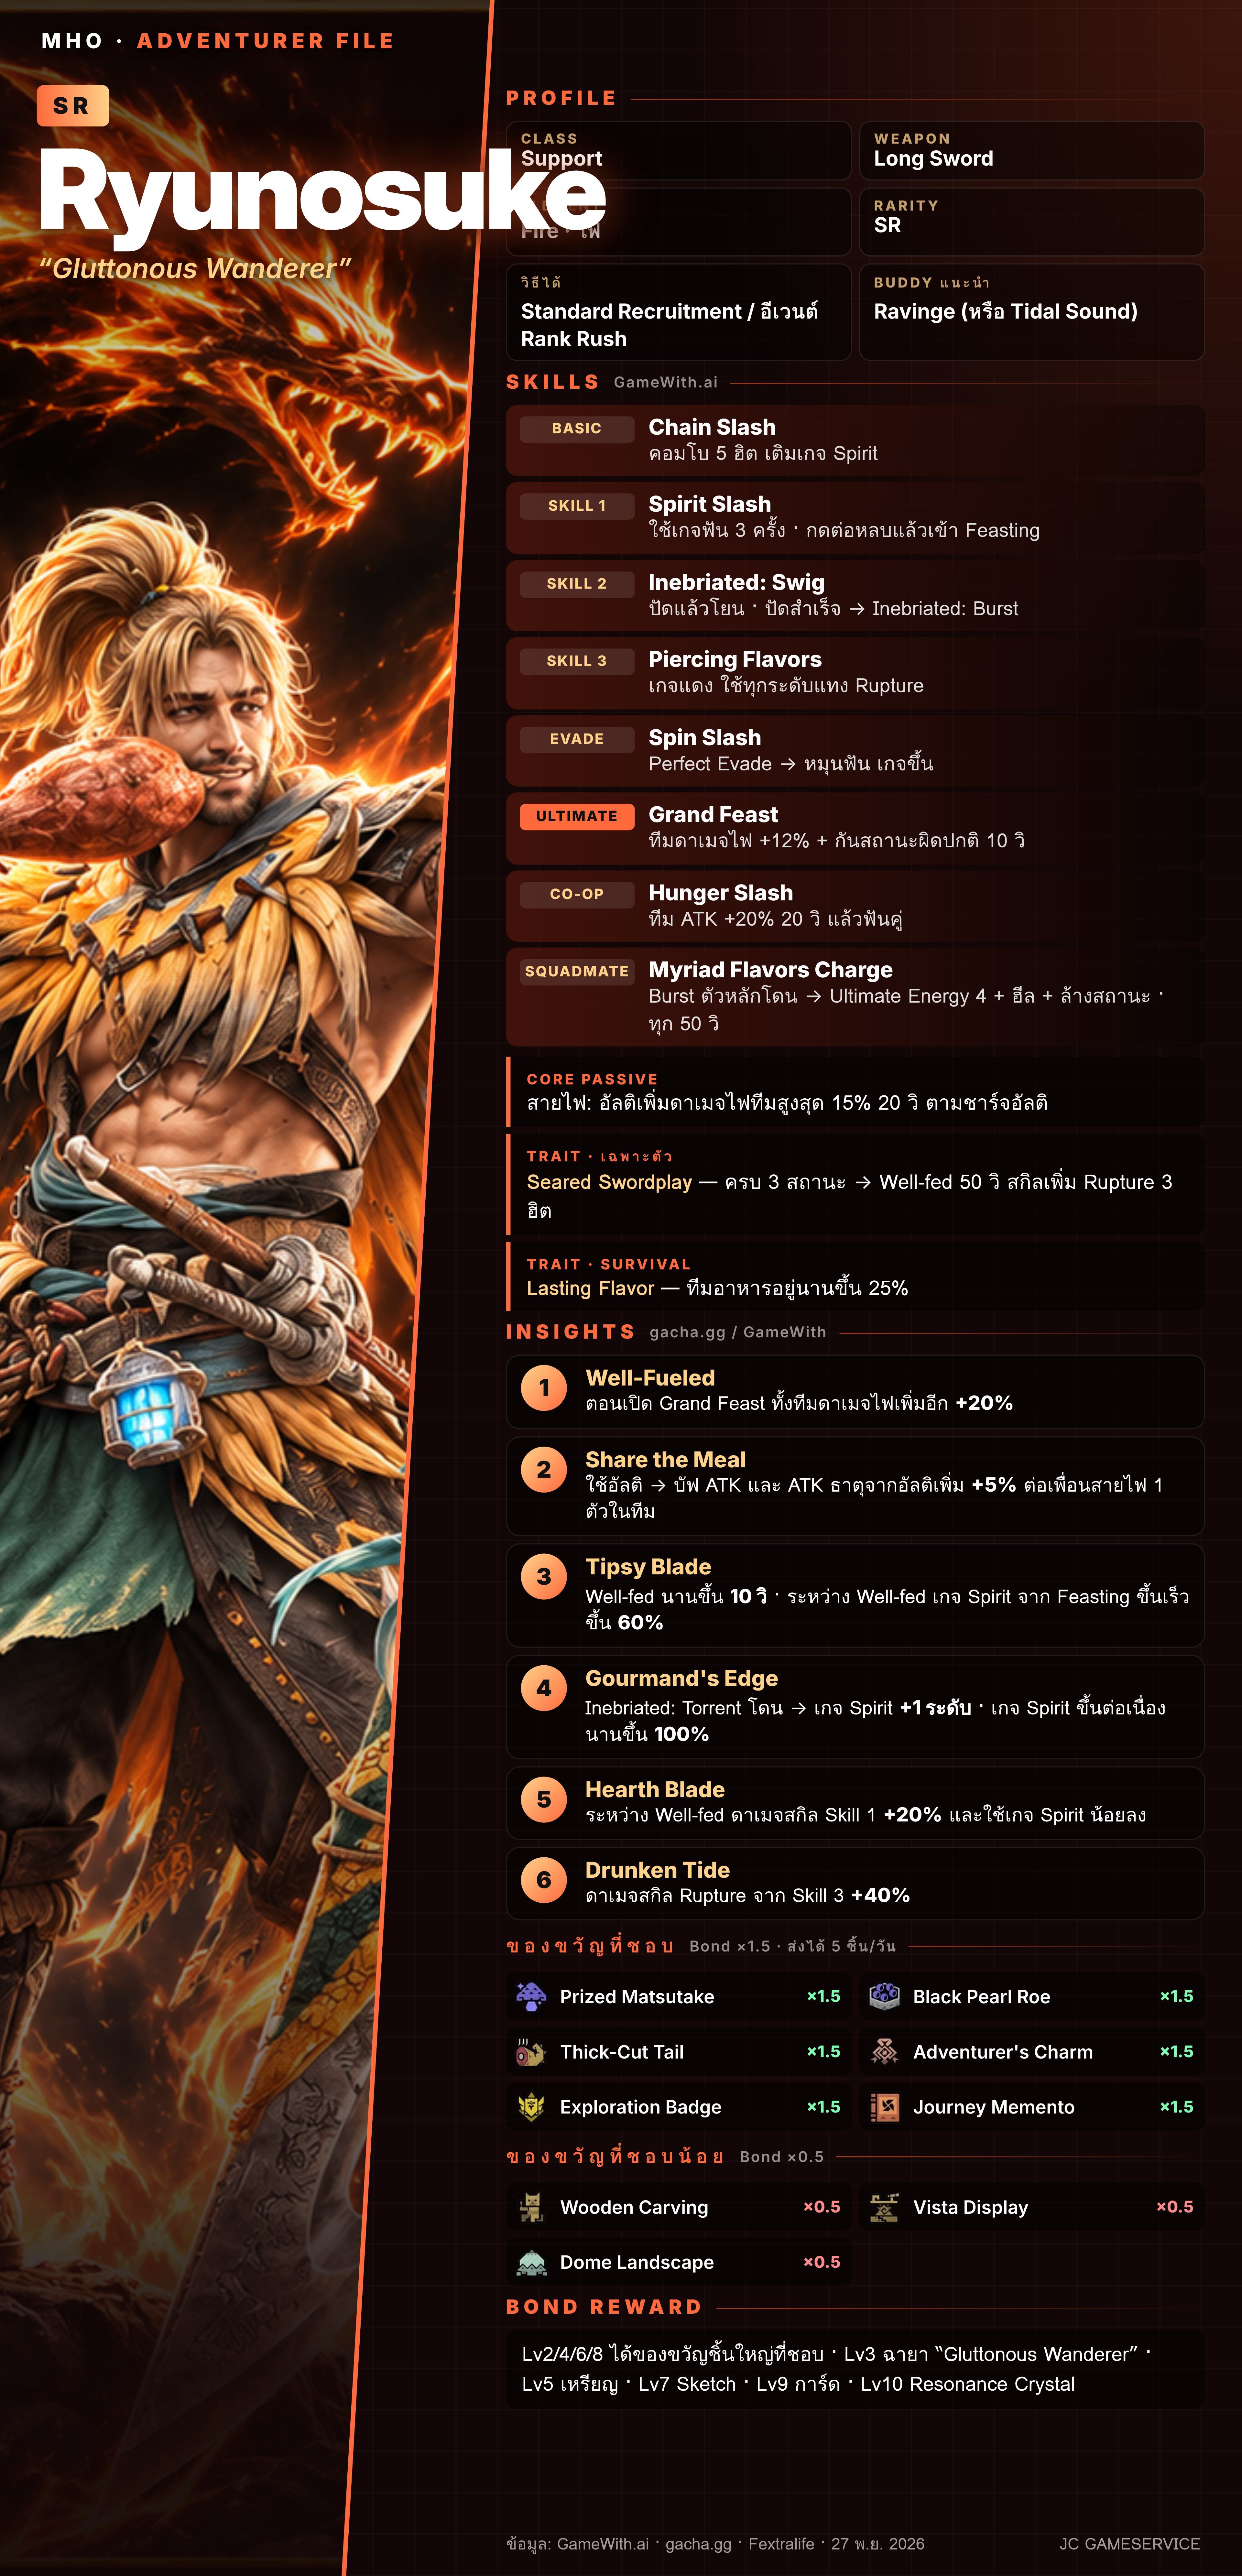 MHO · ADVENTURER FILE
SR
Ryunosuke
“Gluttonous Wanderer”
PROFILE
CLASS
Support
WEAPON
Long Sword
Fire · ไฟ
RARITY
SR
วิธีได้
Standard Recruitment / อีเวนต์
Rank Rush
BUDDY แนะนำ
Ravinge (หรือ Tidal Sound)
SKILLS GameWith.ai
BASIC
Chain Slash
คอมโบ 5 ฮิต เติมเกจ Spirit
SKILL 1
Spirit Slash
ใช้เกจฟัน 3 ครั้ง · กดต่อหลบแล้วเข้า Feasting
SKILL 2
Inebriated: Swig
ปัดแล้วโยน · ปัดสำเร็จ → Inebriated: Burst
SKILL 3
Piercing Flavors
เกจแดง ใช้ทุกระดับแทง Rupture
EVADE
Spin Slash
Perfect Evade → หมุนฟัน เกจขึ้น
ULTIMATE
Grand Feast
ทีมดาเมจไฟ +12% + กันสถานะผิดปกติ 10 วิ
CO-OP
Hunger Slash
ทีม ATK +20% 20 วิ แล้วฟันคู่
SQUADMATE
Myriad Flavors Charge
Burst ตัวหลักโดน → Ultimate Energy 4 + ฮีล + ล้างสถานะ ·
ทุก 50 วิ
CORE PASSIVE
สายไฟ: อัลติเพิ่มดาเมจไฟทีมสูงสุด 15% 20 วิ ตามชาร์จอัลติ
TRAIT · เฉพาะตัว
Seared Swordplay — ครบ 3 สถานะ → Well-fed 50 วิ สกิลเพิ่ม Rupture 3
ฮิต
TRAIT · SURVIVAL
Lasting Flavor — ทีมอาหารอยู่นานขึ้น 25%
INSIGHTS gacha.gg / GameWith
1
Well-Fueled
ตอนเปิด Grand Feast ทั้งทีมดาเมจไฟเพิ่มอีก +20%
2
Share the Meal
ใช้อัลติ → บัฟ ATK และ ATK ธาตุจากอัลติเพิ่ม +5% ต่อเพื่อนสายไฟ 1
ตัวในทีม
3
Tipsy Blade
Well-fed นานขึ้น 10 วิ · ระหว่าง Well-fed เกจ Spirit จาก Feasting ขึ้นเร็ว
ขึ้น 60%
4
Gourmand's Edge
Inebriated: Torrent โดน → เกจ Spirit +1 ระดับ · เกจ Spirit ขึ้นต่อเนื่อง
นานขึ้น 100%
5
Hearth Blade
ระหว่าง Well-fed ดาเมจสกิล Skill 1 +20% และใช้เกจ Spirit น้อยลง
6
Drunken Tide
ดาเมจสกิล Rupture จาก Skill 3 +40%
ของขวัญที่ชอบ Bond ×1.5 · ส่งได้ 5 ชิ้น/วัน
Prized Matsutake ×1.5
Black Pearl Roe ×1.5
Thick-Cut Tail ×1.5
Adventurer's Charm ×1.5
Exploration Badge ×1.5
Journey Memento ×1.5
ของขวัญที่ชอบน้อย Bond ×0.5
Wooden Carving ×0.5
Vista Display ×0.5
Dome Landscape ×0.5
BOND REWARD
Lv2/4/6/8 ได้ของขวัญชิ้นใหญ่ที่ชอบ · Lv3 ฉายา “Gluttonous Wanderer” ·
Lv5 เหรียญ · Lv7 Sketch · Lv9 การ์ด · Lv10 Resonance Crystal
ข้อมูล: GameWith.ai · gacha.gg · Fextralife · 27 พ.ย. 2026
JC GAMESERVICE